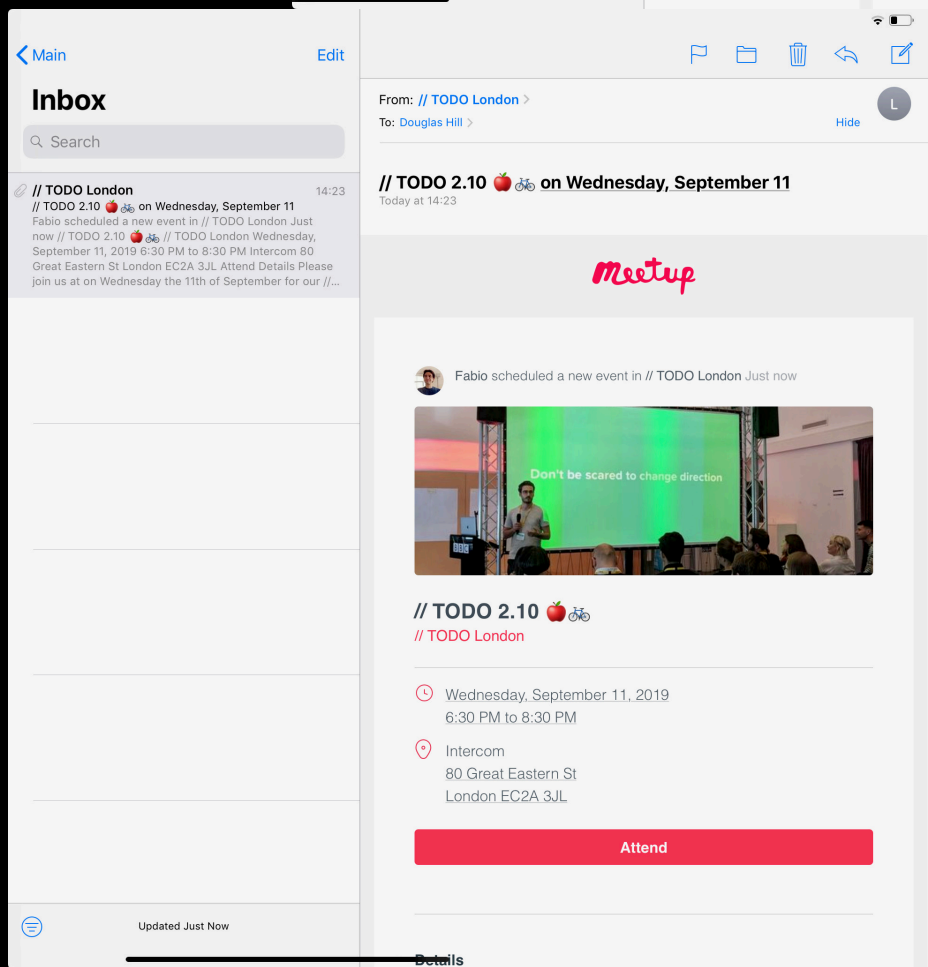 Main
Edit
Inbox
Search
// TODO London
14:23
// TODO 2.10 🍎🚲 on Wednesday, September 11
Fabio scheduled a new event in // TODO London Just
now // TODO 2.10 🍎🚲 // TODO London Wednesday,
September 11, 2019 6:30 PM to 8:30 PM Intercom 80
Great Eastern St London EC2A 3JL Attend Details Please
join us at on Wednesday the 11th of September for our //...
Updated Just Now
From: // TODO London
To: Douglas Hill
Hide
L
// TODO 2.10 🍎🚲 on Wednesday, September 11
Today at 14:23
meetup
Fabio scheduled a new event in // TODO London Just now
Don't be scared to change direction
// TODO 2.10 🍎🚲
// TODO London
Wednesday, September 11, 2019
6:30 PM to 8:30 PM
Intercom
80 Great Eastern St
London EC2A 3JL
Attend
Details